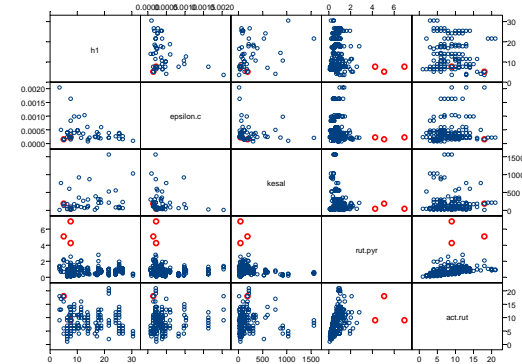 0.0000 0.0005 0.0010 0.0015 0.0020 0 2 4 6
h1 0 10 20 30
0.0000 0.0005 0.0010 0.0015 0.0020 epsilon.c
kesal 0 500 1000 1500
0 2 4 6 rut.pyr
act.rut 0 5 10 15 20
0 10 20 30 0 500 1000 1500 0 5 10 15 20